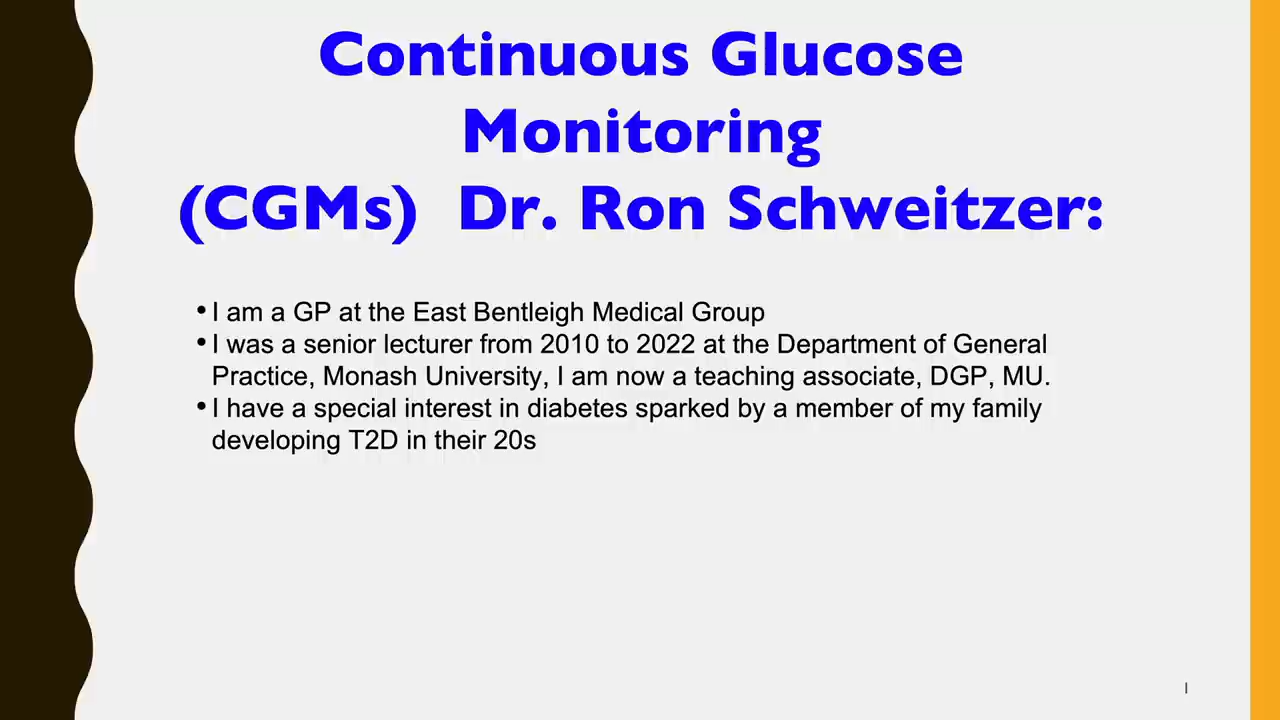 Continuous Glucose
Monitoring
(CGMs)  Dr. Ron Schweitzer:
• I am a GP at the East Bentleigh Medical Group
• I was a senior lecturer from 2010 to 2022 at the Department of General
Practice, Monash University, I am now a teaching associate, DGP, MU.
• I have a special interest in diabetes sparked by a member of my family
developing T2D in their 20s
1